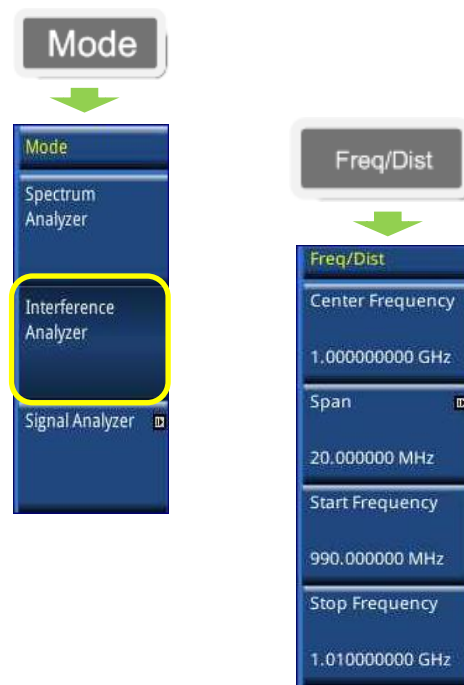 Mode
Mode
Spectrum
Analyzer
Interference
Analyzer
Signal Analyzer
Freq/Dist
Freq/Dist
Center Frequency
1.000000000 GHz
Span
20.000000 MHz
Start Frequency
990.000000 MHz
Stop Frequency
1.010000000 GHz